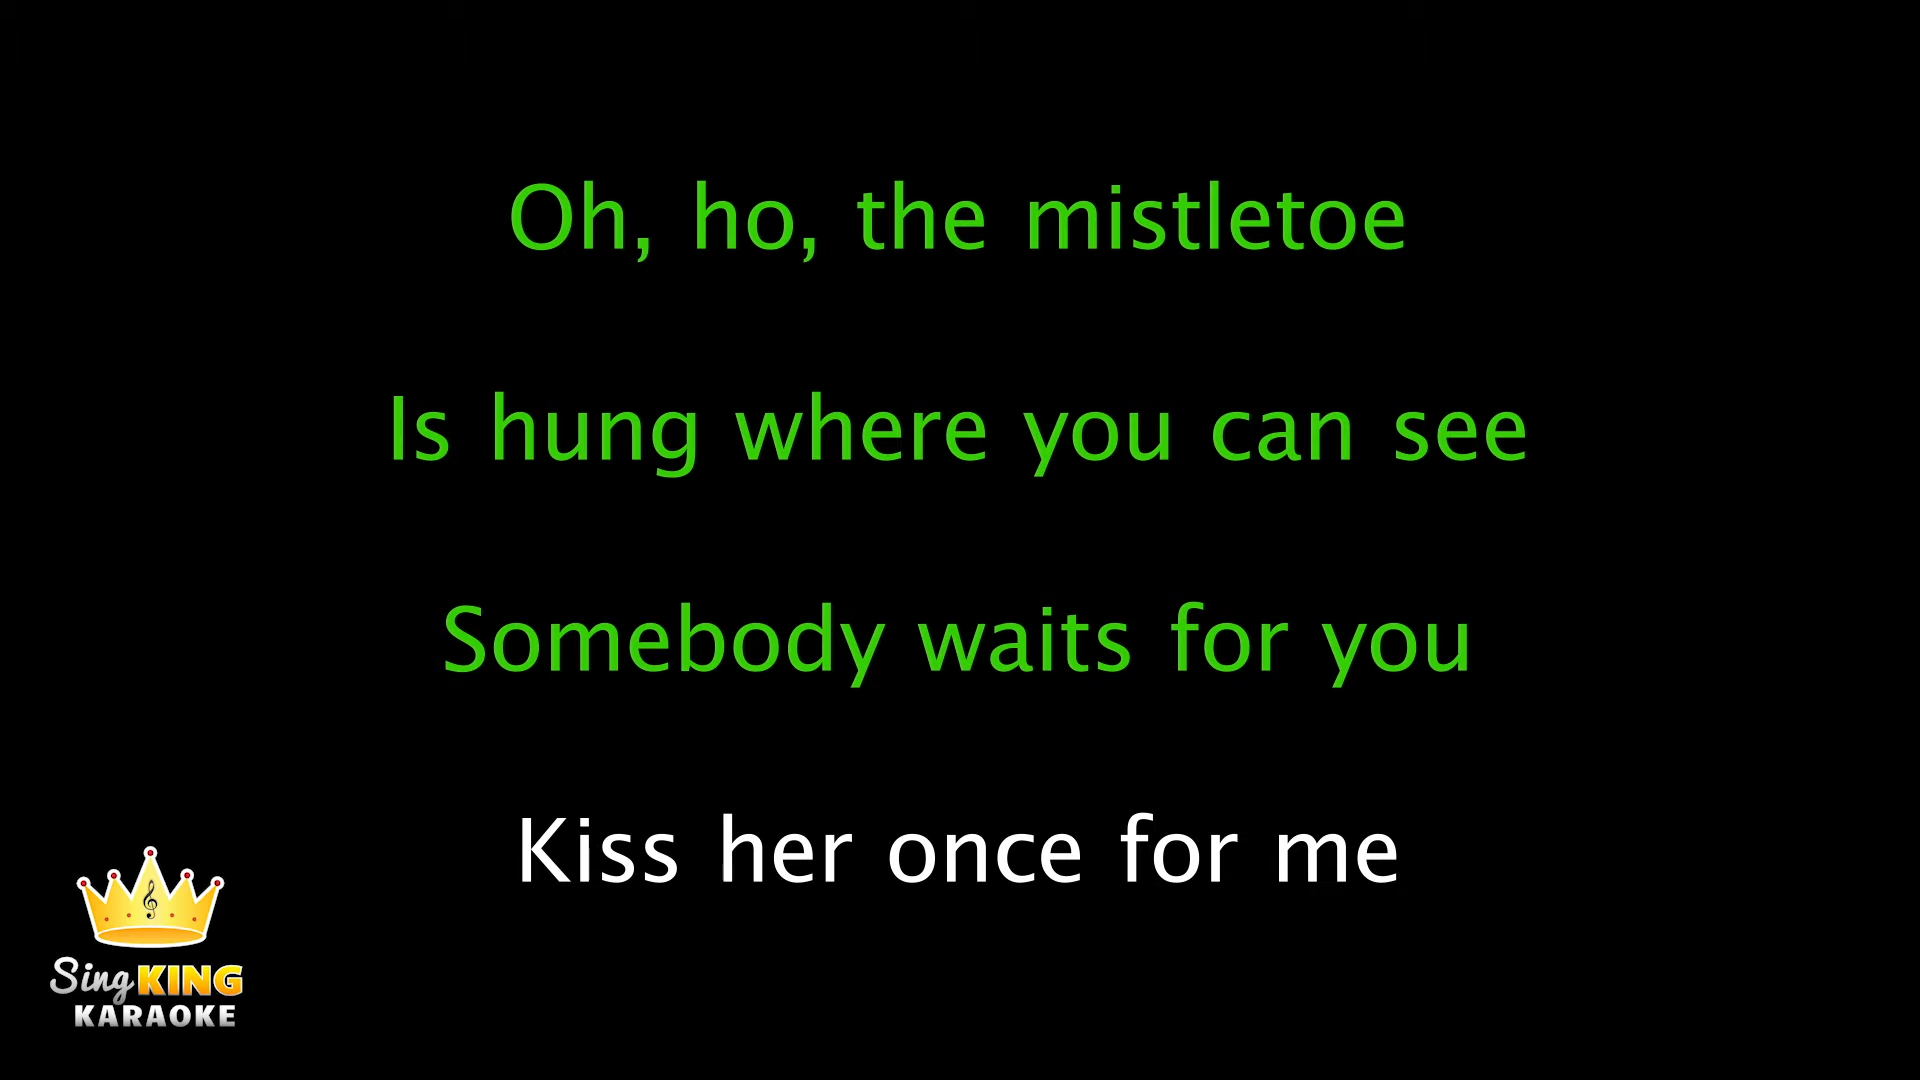 Oh, ho, the mistletoe
Is hung where you can see
Somebody waits for you
Kiss her once for me
Sing KING
KARAOKE